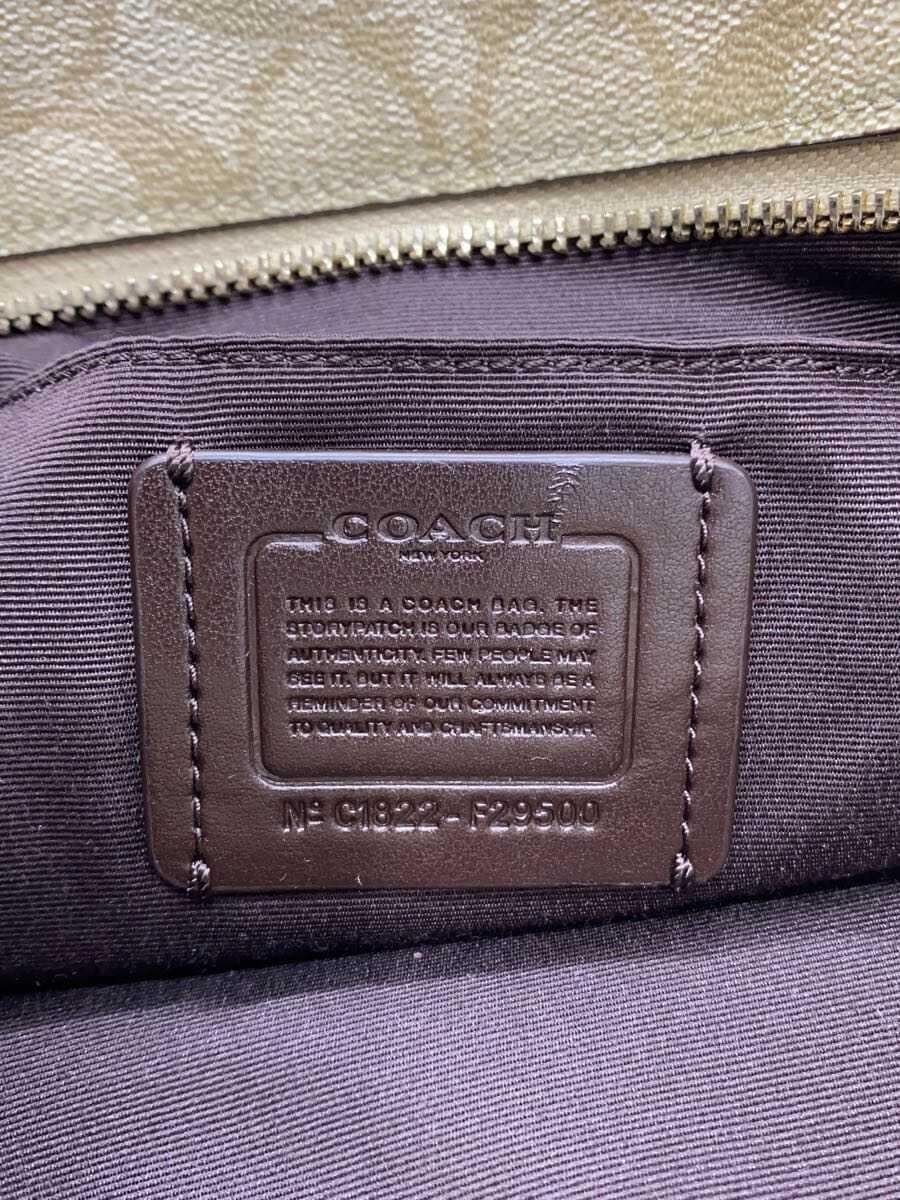 COACH
NEW YORK
THIS IS A COACH BAG. THE
STORYPATCH IS OUR BADGE OF
AUTHENTICITY. FEW PEOPLE MAY
SEE IT. BUT IT WILL ALWAYS BE A
REMINDER OF OUR COMMITMENT
TO QUALITY AND CRAFTSMANSHIP.
Nº C1822-F29500